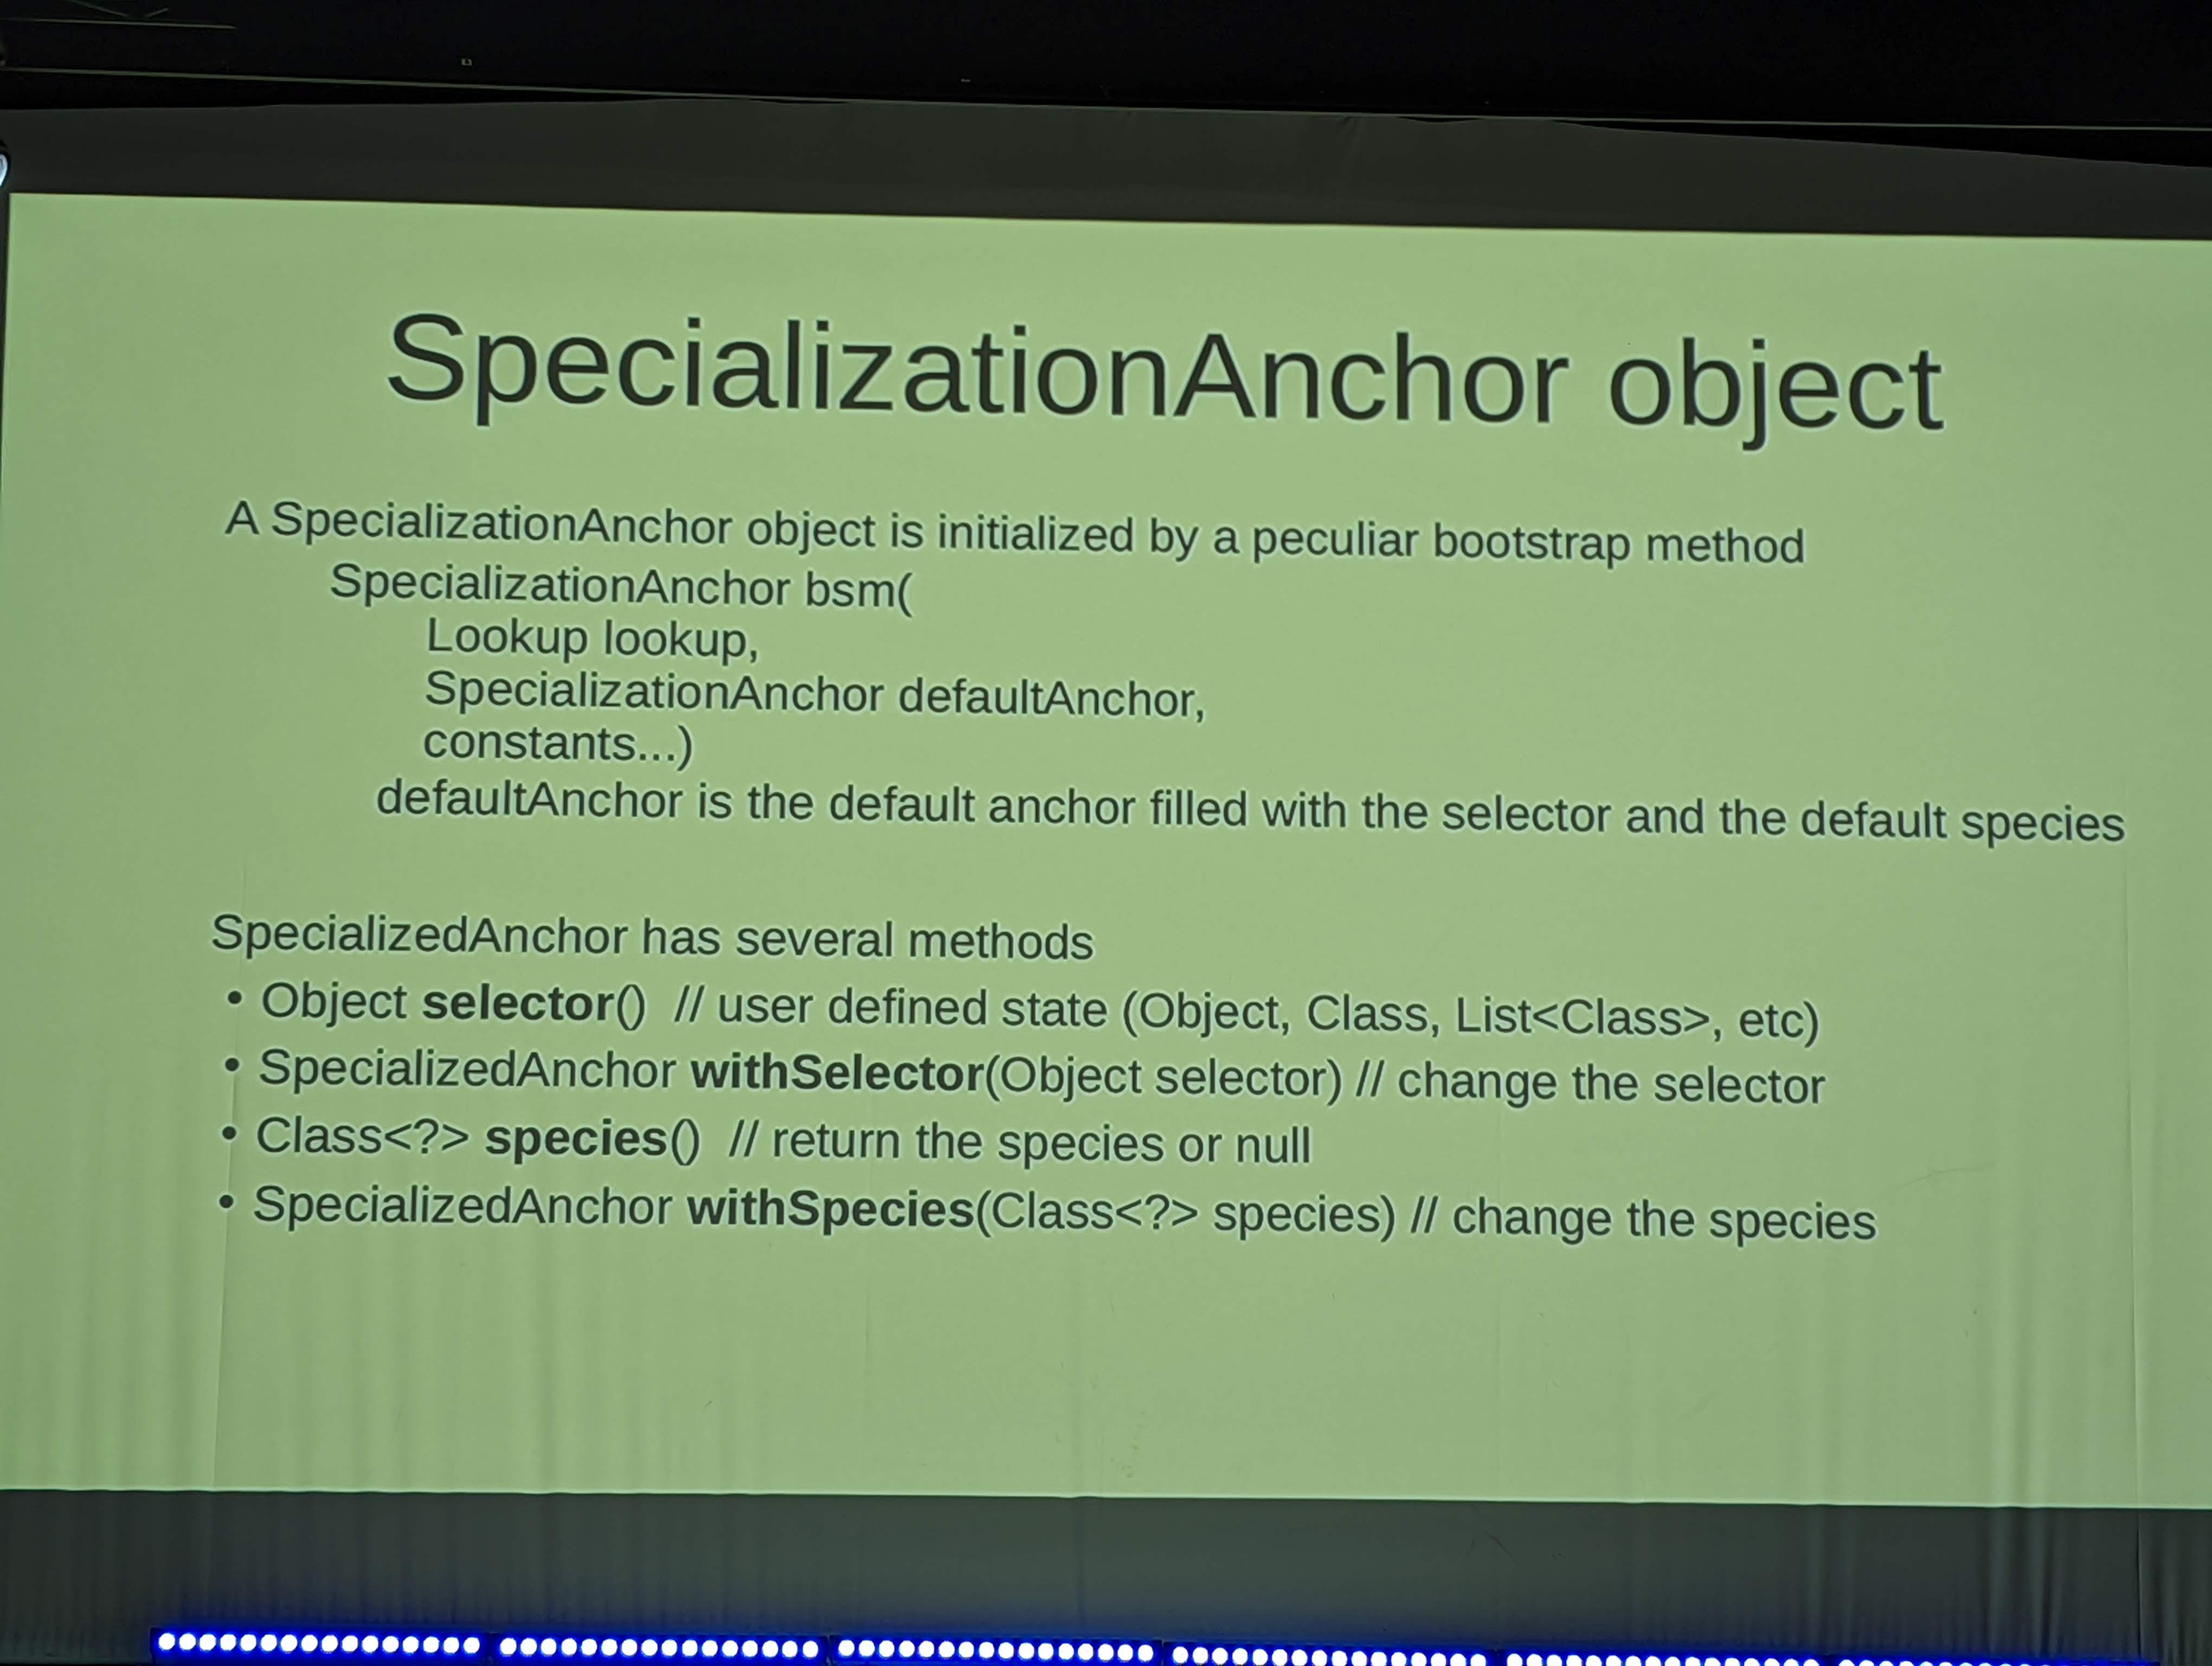 SpecializationAnchor object
A SpecializationAnchor object is initialized by a peculiar bootstrap method
SpecializationAnchor bsm(
Lookup lookup,
SpecializationAnchor defaultAnchor,
constants...)
defaultAnchor is the default anchor filled with the selector and the default species
SpecializedAnchor has several methods
• Object selector() // user defined state (Object, Class, List<Class>, etc)
• SpecializedAnchor withSelector(Object selector) // change the selector
• Class<?> species() // return the species or null
• SpecializedAnchor withSpecies(Class<?> species) // change the species